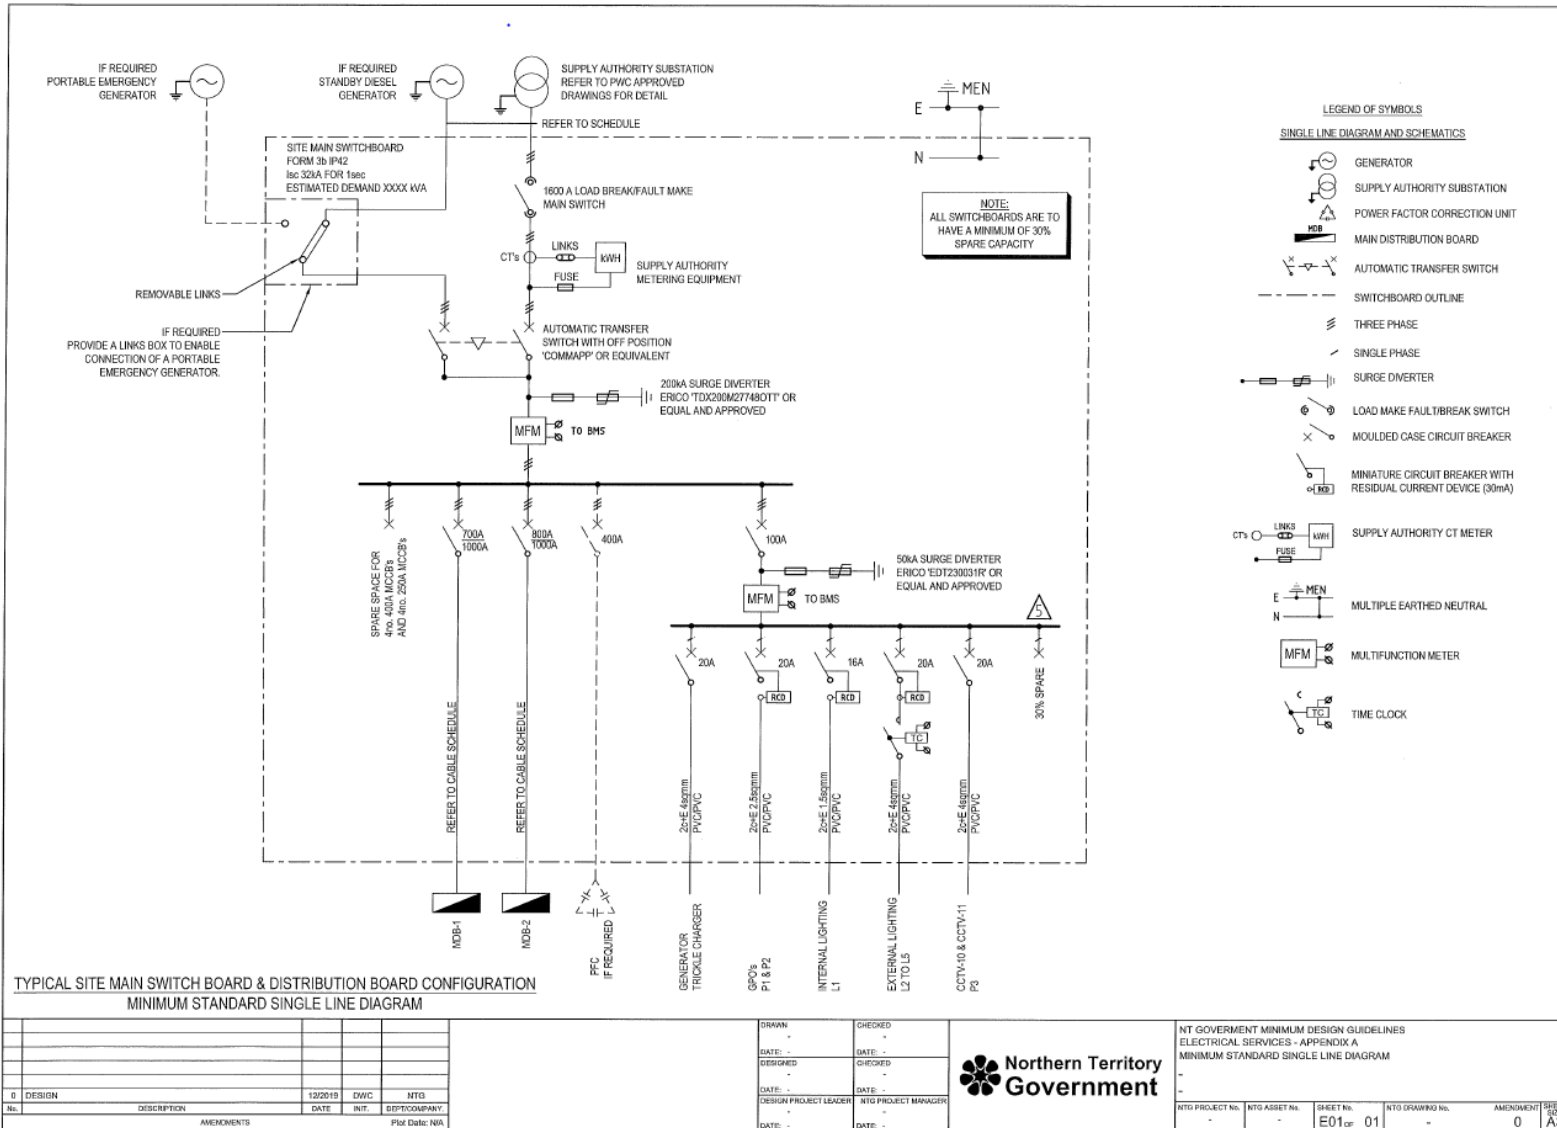 IF REQUIRED
PORTABLE EMERGENCY
GENERATOR
IF REQUIRED
STANDBY DIESEL
GENERATOR
SUPPLY AUTHORITY SUBSTATION
REFER TO PWC APPROVED
DRAWINGS FOR DETAIL
REFER TO SCHEDULE
MEN
E
N
SITE MAIN SWITCHBOARD
FORM 3b IP42
Isc 32kA FOR 1sec
ESTIMATED DEMAND XXXX kVA
1600 A LOAD BREAK/FAULT MAKE
MAIN SWITCH
NOTE:
ALL SWITCHBOARDS ARE TO
HAVE A MINIMUM OF 30%
SPARE CAPACITY
CT's
LINKS
FUSE
kWH
SUPPLY AUTHORITY
METERING EQUIPMENT
REMOVABLE LINKS
IF REQUIRED
PROVIDE A LINKS BOX TO ENABLE
CONNECTION OF A PORTABLE
EMERGENCY GENERATOR.
AUTOMATIC TRANSFER
SWITCH WITH OFF POSITION
'COMMAPP' OR EQUIVALENT
200kA SURGE DIVERTER
ERICO 'TDX200M27748OTT' OR
EQUAL AND APPROVED
MFM
TO BMS
SPARE SPACE FOR
4no. 400A MCCB's
AND 4no. 250A MCCB's
700A
1000A
800A
1000A
400A
100A
50kA SURGE DIVERTER
ERICO 'EDT230031R' OR
EQUAL AND APPROVED
MFM
TO BMS
5
20A
20A
16A
20A
20A
RCD
RCD
RCD
TC
30% SPARE
REFER TO CABLE SCHEDULE
REFER TO CABLE SCHEDULE
2c+E 4sqmm
PVC/PVC
2c+E 2.5sqmm
PVC/PVC
2c+E 1.5sqmm
PVC/PVC
2c+E 4sqmm
PVC/PVC
2c+E 4sqmm
PVC/PVC
MDB-1
MDB-2
PFC
IF REQUIRED
GENERATOR
TRICKLE CHARGER
GPO's
P1 & P2
INTERNAL LIGHTING
L1
EXTERNAL LIGHTING
L2 TO L5
CCTV-10 & CCTV-11
P3
LEGEND OF SYMBOLS
SINGLE LINE DIAGRAM AND SCHEMATICS
GENERATOR
SUPPLY AUTHORITY SUBSTATION
POWER FACTOR CORRECTION UNIT
MDB
MAIN DISTRIBUTION BOARD
AUTOMATIC TRANSFER SWITCH
SWITCHBOARD OUTLINE
THREE PHASE
SINGLE PHASE
SURGE DIVERTER
LOAD MAKE FAULT/BREAK SWITCH
MOULDED CASE CIRCUIT BREAKER
MINIATURE CIRCUIT BREAKER WITH
RESIDUAL CURRENT DEVICE (30mA)
RCD
CT's
LINKS
FUSE
kWH
SUPPLY AUTHORITY CT METER
MEN
E
N
MULTIPLE EARTHED NEUTRAL
MFM
MULTIFUNCTION METER
TC
TIME CLOCK
TYPICAL SITE MAIN SWITCH BOARD & DISTRIBUTION BOARD CONFIGURATION
MINIMUM STANDARD SINGLE LINE DIAGRAM
0 DESIGN 12/2019 DWC NTG
No. DESCRIPTION DATE INIT. DEPT/COMPANY.
AMENDMENTS Plot Date: N/A
DRAWN - DATE: -
CHECKED - DATE: -
DESIGNED - DATE: -
CHECKED - DATE: -
DESIGN PROJECT LEADER - DATE: -
NTG PROJECT MANAGER - DATE: -
Northern Territory
Government
NT GOVERMENT MINIMUM DESIGN GUIDELINES
ELECTRICAL SERVICES - APPENDIX A
MINIMUM STANDARD SINGLE LINE DIAGRAM
-
-
NTG PROJECT No. -
NTG ASSET No. -
SHEET No. E01 OF 01
NTG DRAWING No. -
AMENDMENT 0